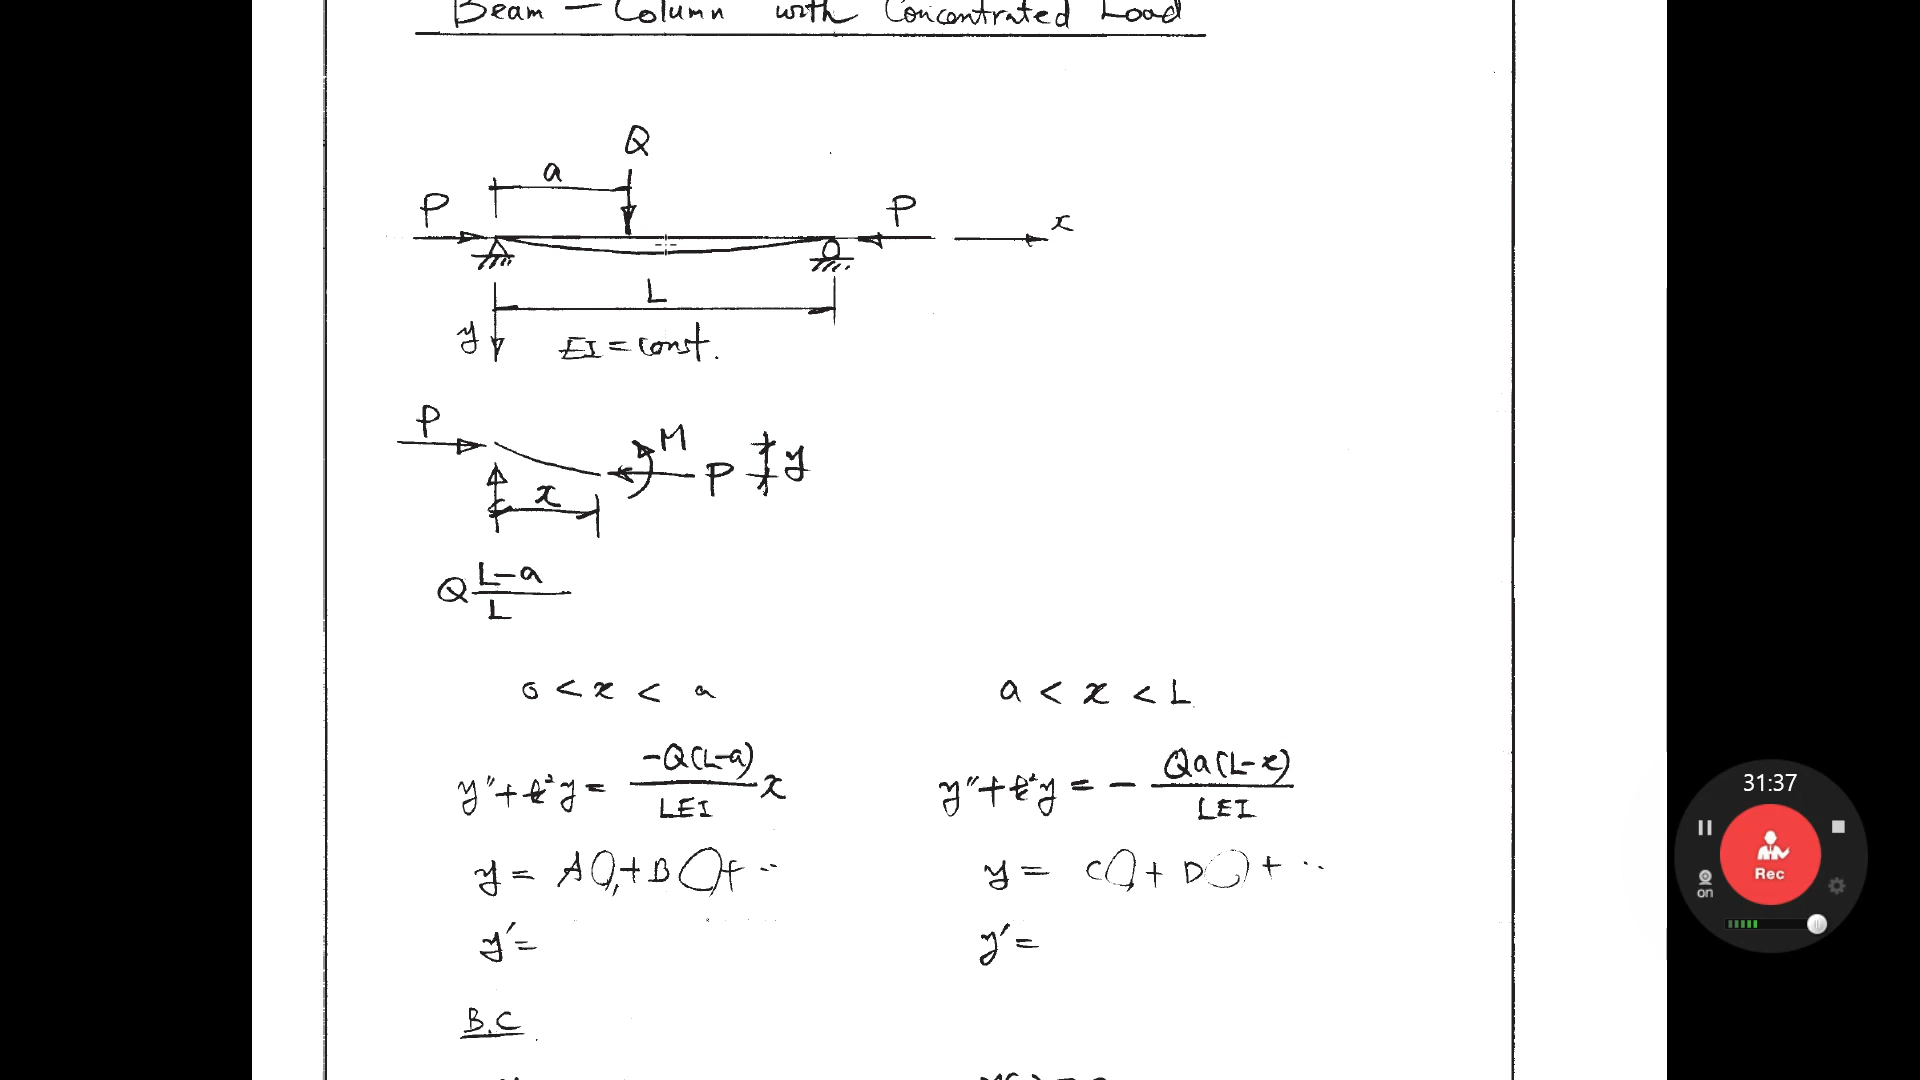 Beam - Column with Concentrated Load
Q
a
P
P
x
L
y
EI = const.
P
M
P
y
x
Q (L-a)/L
0 < x < a
a < x < L
y'' + k²y = -Q(L-a)/LEI x
y'' + k²y = - Qa(L-x)/LEI
y = A○ + B○ + ··
y = C○ + D○ + ··
y' =
y' =
B.C
31:37
Rec
on